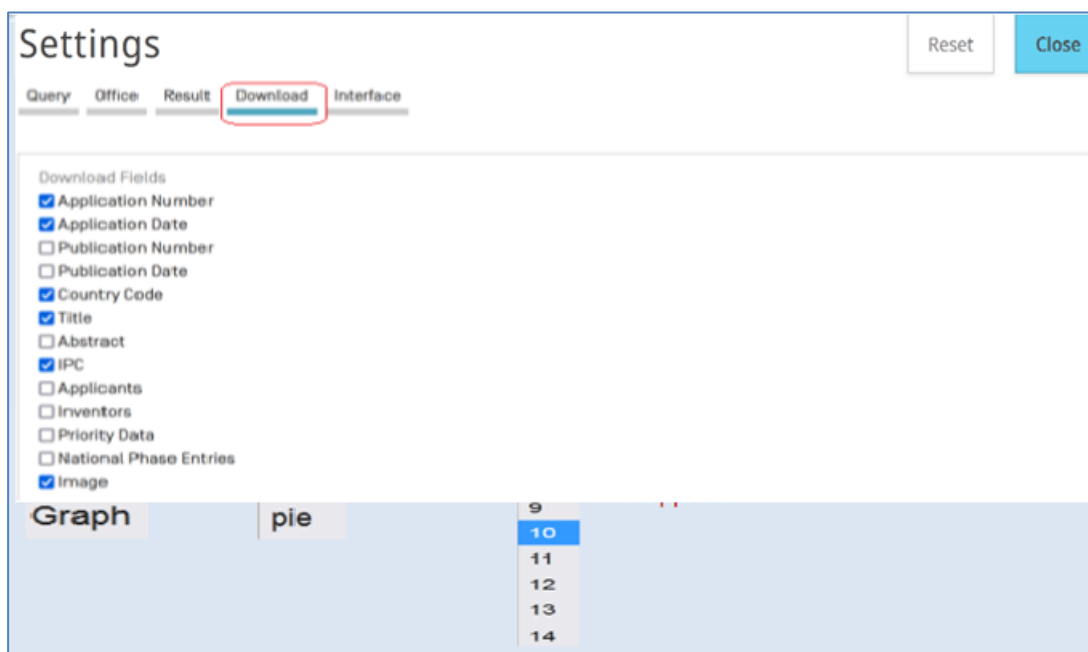 Settings
Reset
Close
Query Office Result Download Interface
Download Fields
Application Number
Application Date
Publication Number
Publication Date
Country Code
Title
Abstract
IPC
Applicants
Inventors
Priority Data
National Phase Entries
Image
Graph
pie
9
10
11
12
13
14